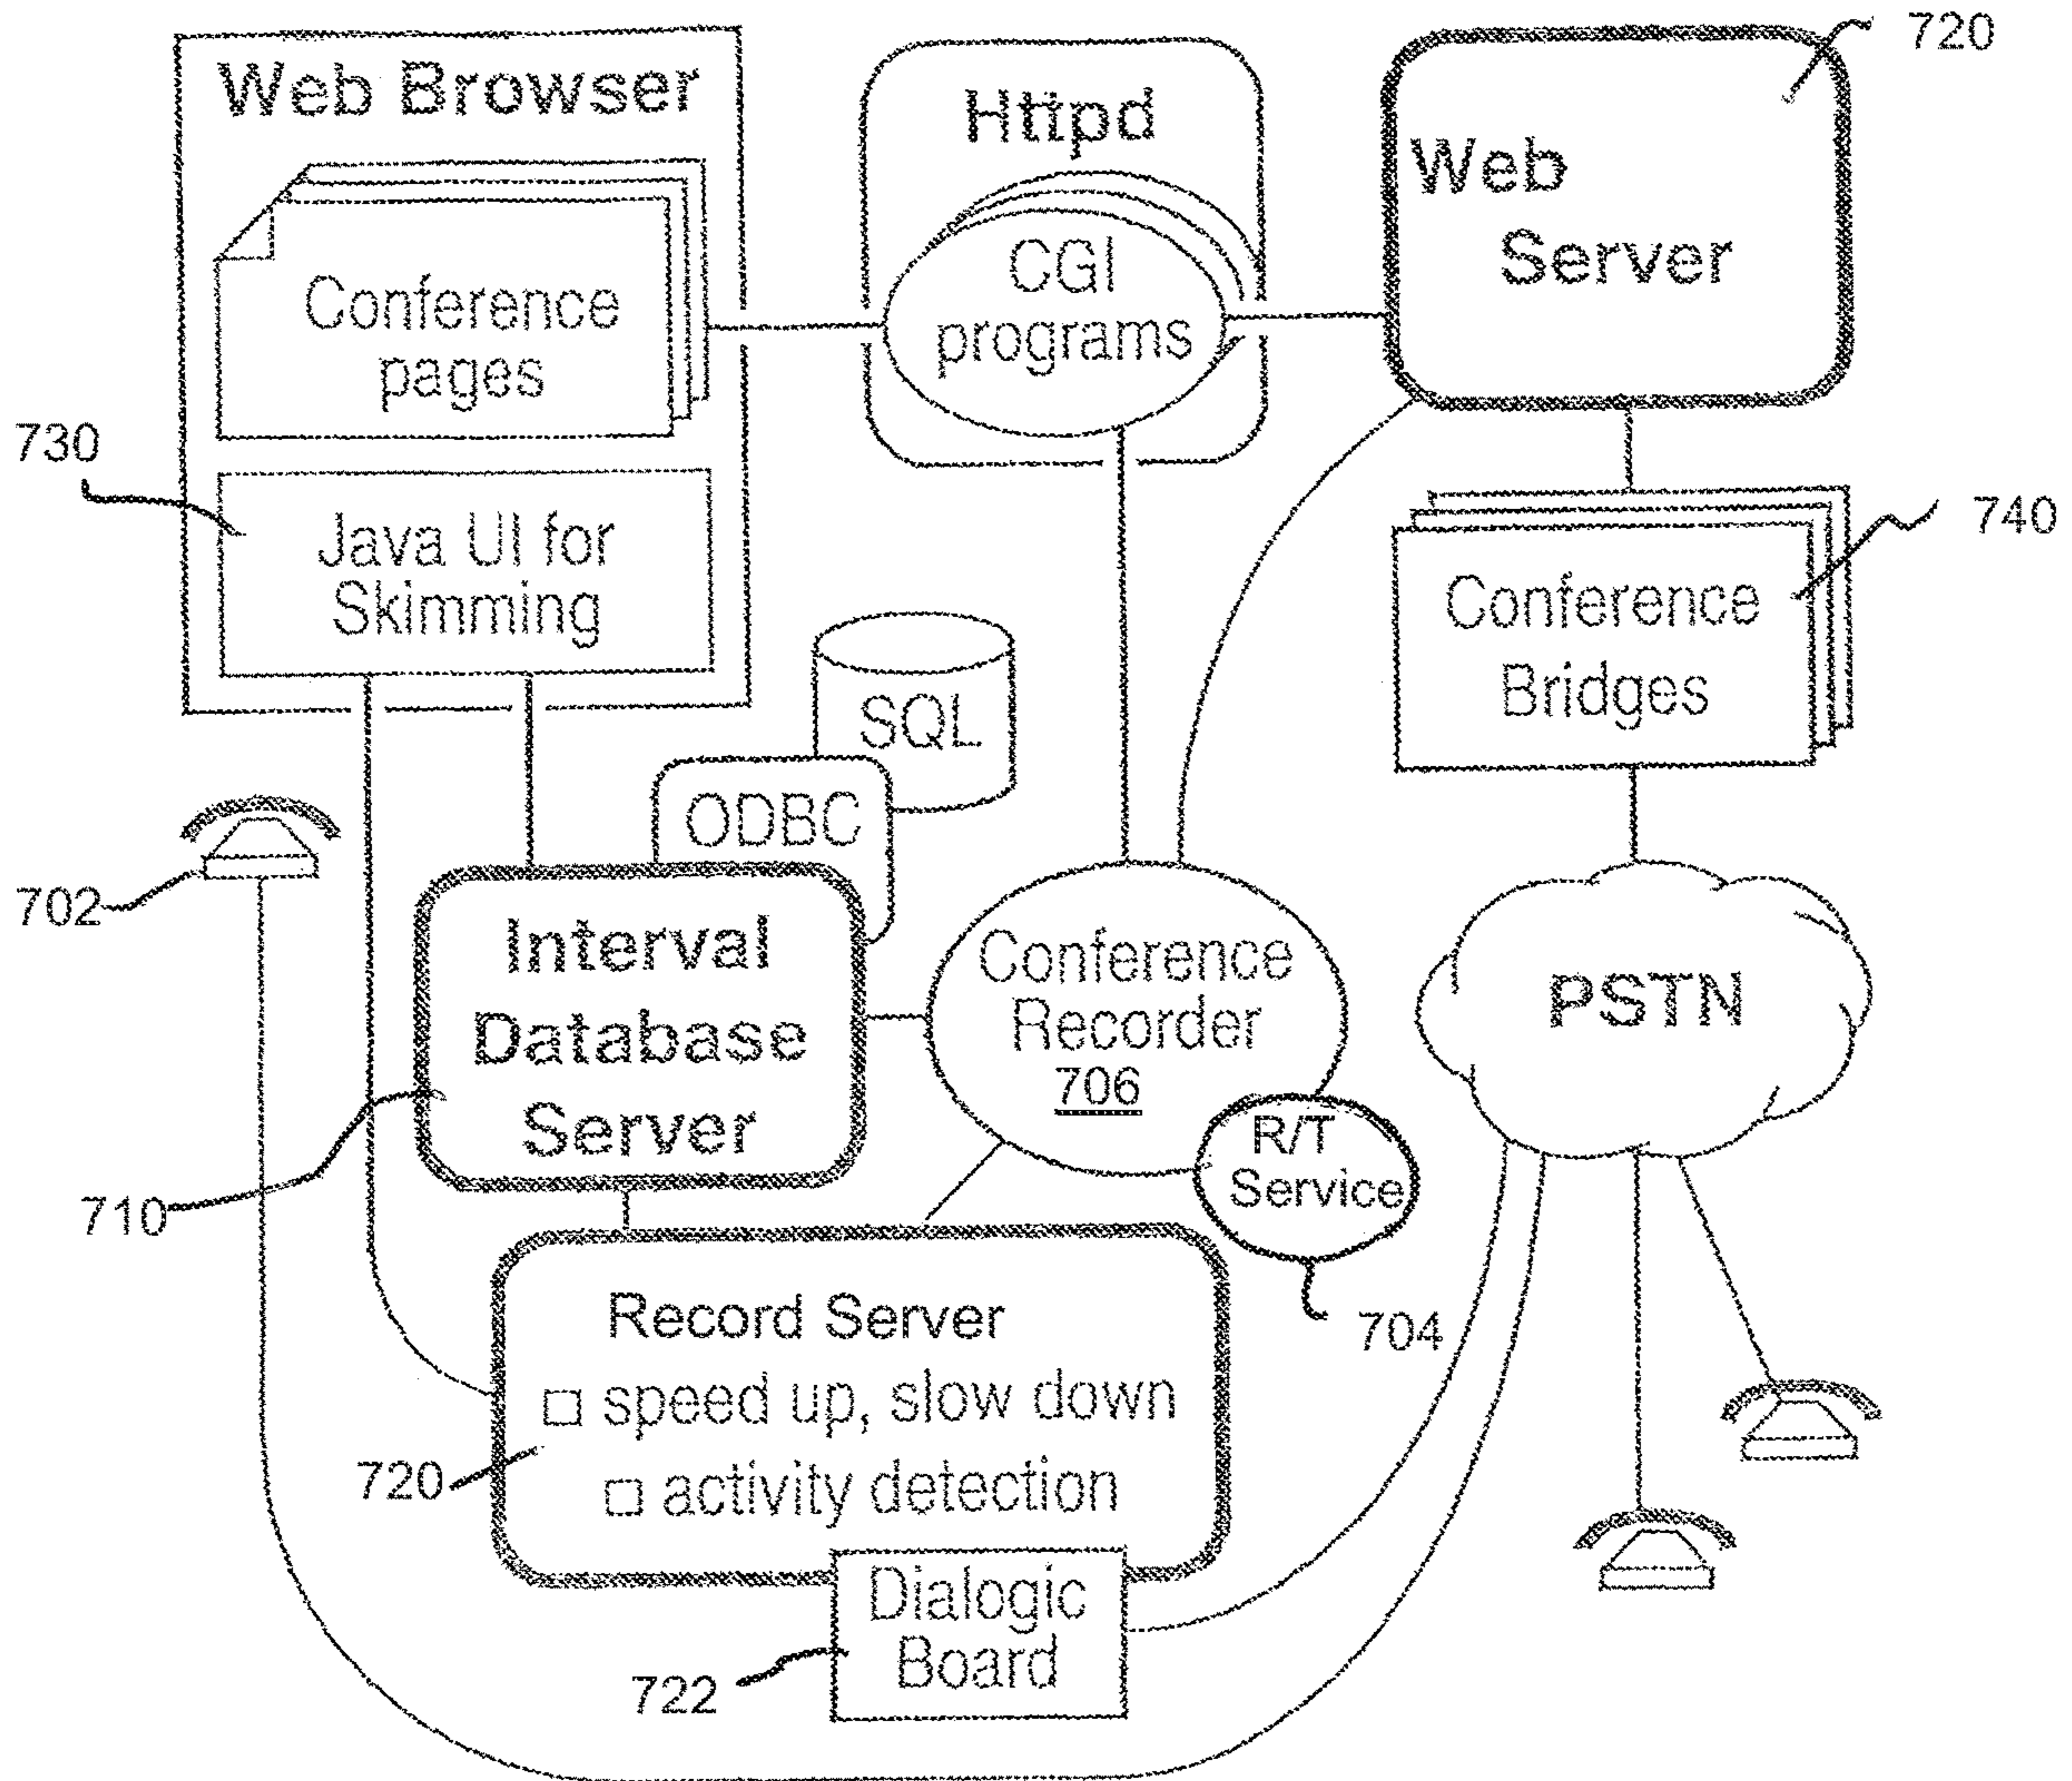 Web Browser
Conference
pages
730
Java UI for
Skimming
Httpd
CGI
programs
720
Web
Server
740
Conference
Bridges
SQL
ODBC
702
Interval
Database
Server
710
Conference
Recorder
706
R/T
Service
704
PSTN
Record Server
□ speed up, slow down
720
□ activity detection
Dialogic
Board
722